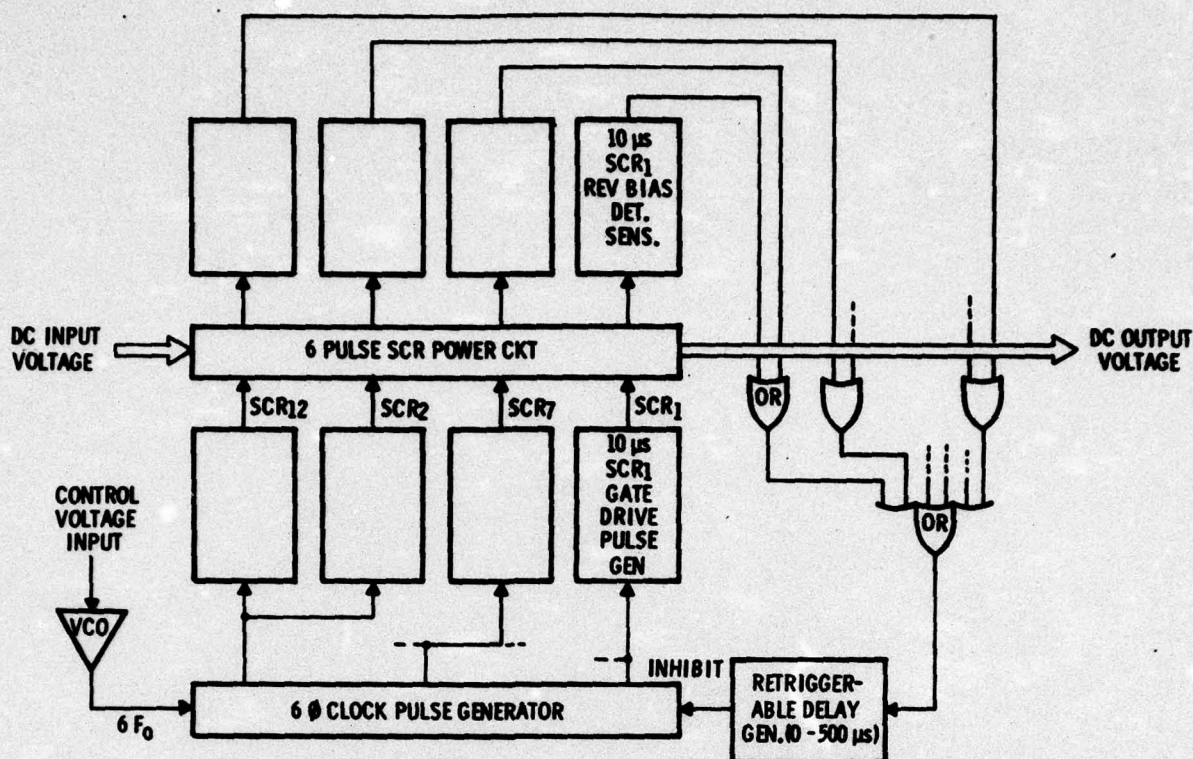 10 µs
SCR1
REV BIAS
DET.
SENS.
DC INPUT
VOLTAGE
6 PULSE SCR POWER CKT
DC OUTPUT
VOLTAGE
SCR12
SCR2
SCR7
SCR1
OR
10 µs
SCR1
GATE
DRIVE
PULSE
GEN
CONTROL
VOLTAGE
INPUT
OR
VCO
INHIBIT
RETRIGGER-
ABLE DELAY
GEN.(0 - 500 µs)
6 F0
6 Ø CLOCK PULSE GENERATOR